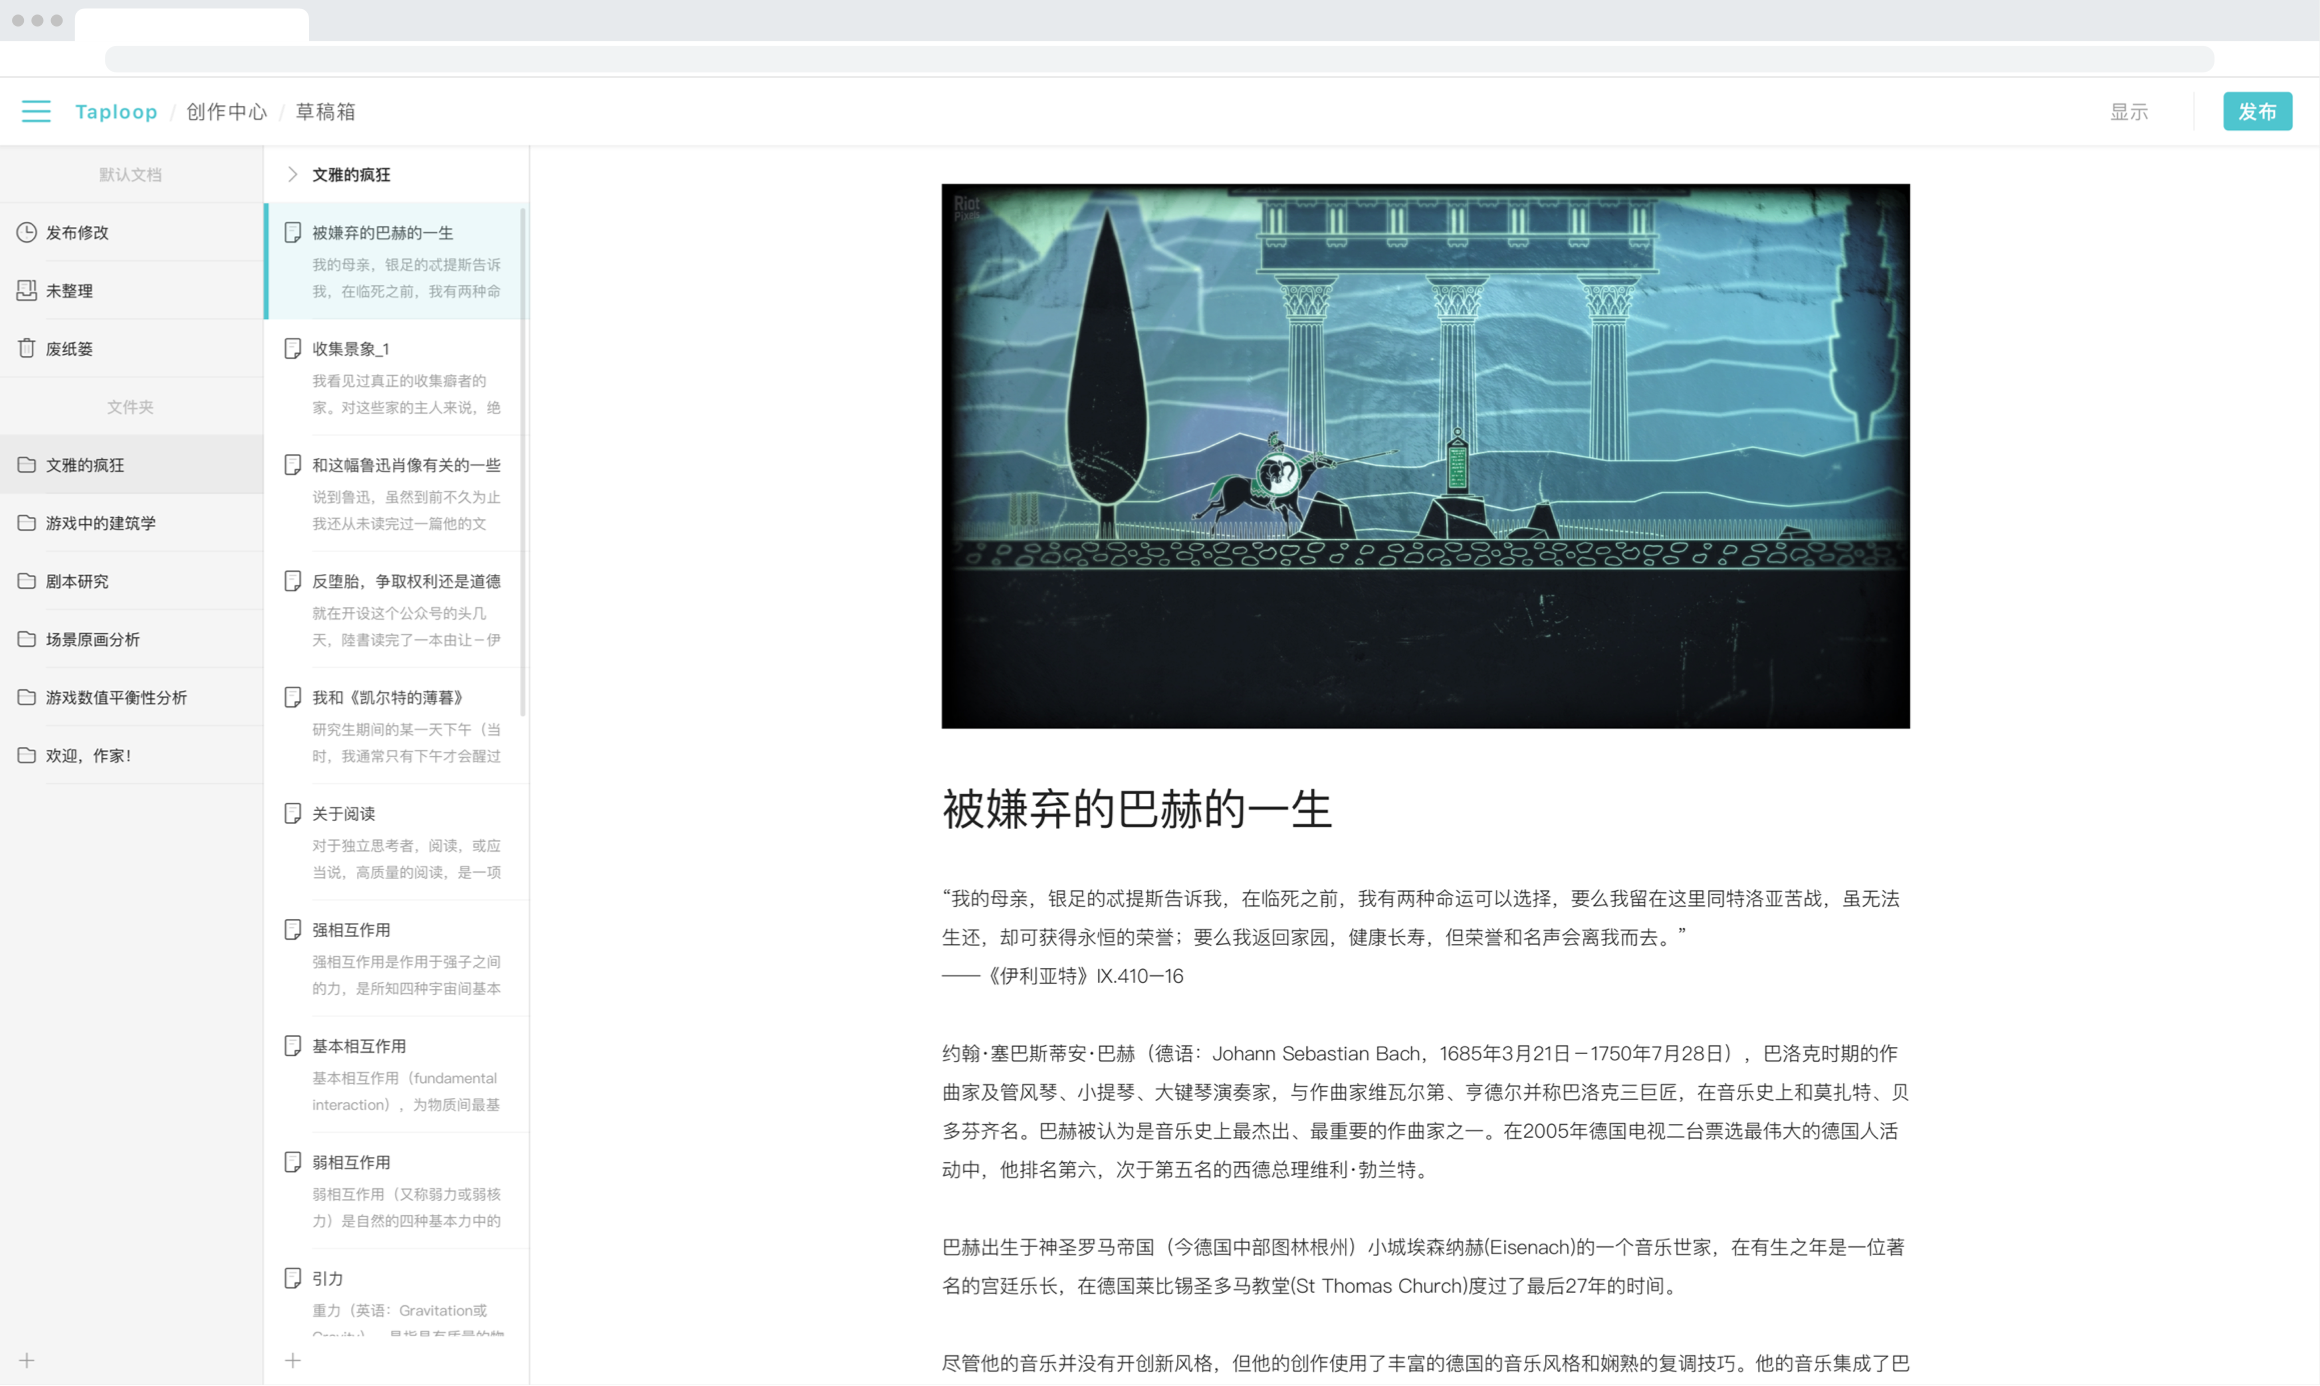 Taploop / 创作中心 / 草稿箱
显示
发布
默认文档
发布修改
未整理
废纸篓
文件夹
文雅的疯狂
游戏中的建筑学
剧本研究
场景原画分析
游戏数值平衡性分析
欢迎，作家！
文雅的疯狂
被嫌弃的巴赫的一生
我的母亲，银足的忒提斯告诉
我，在临死之前，我有两种命
收集景象_1
我看见过真正的收集癖者的
家。对这些家的主人来说，绝
和这幅鲁迅肖像有关的一些
说到鲁迅，虽然到前不久为止
我还从未读完过一篇他的文
反堕胎，争取权利还是道德
就在开设这个公众号的头几
天，陸書读完了一本由让－伊
我和《凯尔特的薄暮》
研究生期间的某一天下午（当
时，我通常只有下午才会醒过
关于阅读
对于独立思考者，阅读，或应
当说，高质量的阅读，是一项
强相互作用
强相互作用是作用于强子之间
的力，是所知四种宇宙间基本
基本相互作用
基本相互作用（fundamental
interaction），为物质间最基
弱相互作用
弱相互作用（又称弱力或弱核
力）是自然的四种基本力中的
引力
重力（英语：Gravitation或
Gravity），是指具有质量的物
Riot
Pixels
被嫌弃的巴赫的一生
“我的母亲，银足的忒提斯告诉我，在临死之前，我有两种命运可以选择，要么我留在这里同特洛亚苦战，虽无法
生还，却可获得永恒的荣誉；要么我返回家园，健康长寿，但荣誉和名声会离我而去。”
——《伊利亚特》IX.410—16
约翰·塞巴斯蒂安·巴赫（德语：Johann Sebastian Bach，1685年3月21日－1750年7月28日），巴洛克时期的作
曲家及管风琴、小提琴、大键琴演奏家，与作曲家维瓦尔第、亨德尔并称巴洛克三巨匠，在音乐史上和莫扎特、贝
多芬齐名。巴赫被认为是音乐史上最杰出、最重要的作曲家之一。在2005年德国电视二台票选最伟大的德国人活
动中，他排名第六，次于第五名的西德总理维利·勃兰特。
巴赫出生于神圣罗马帝国（今德国中部图林根州）小城埃森纳赫(Eisenach)的一个音乐世家，在有生之年是一位著
名的宫廷乐长，在德国莱比锡圣多马教堂(St Thomas Church)度过了最后27年的时间。
尽管他的音乐并没有开创新风格，但他的创作使用了丰富的德国的音乐风格和娴熟的复调技巧。他的音乐集成了巴